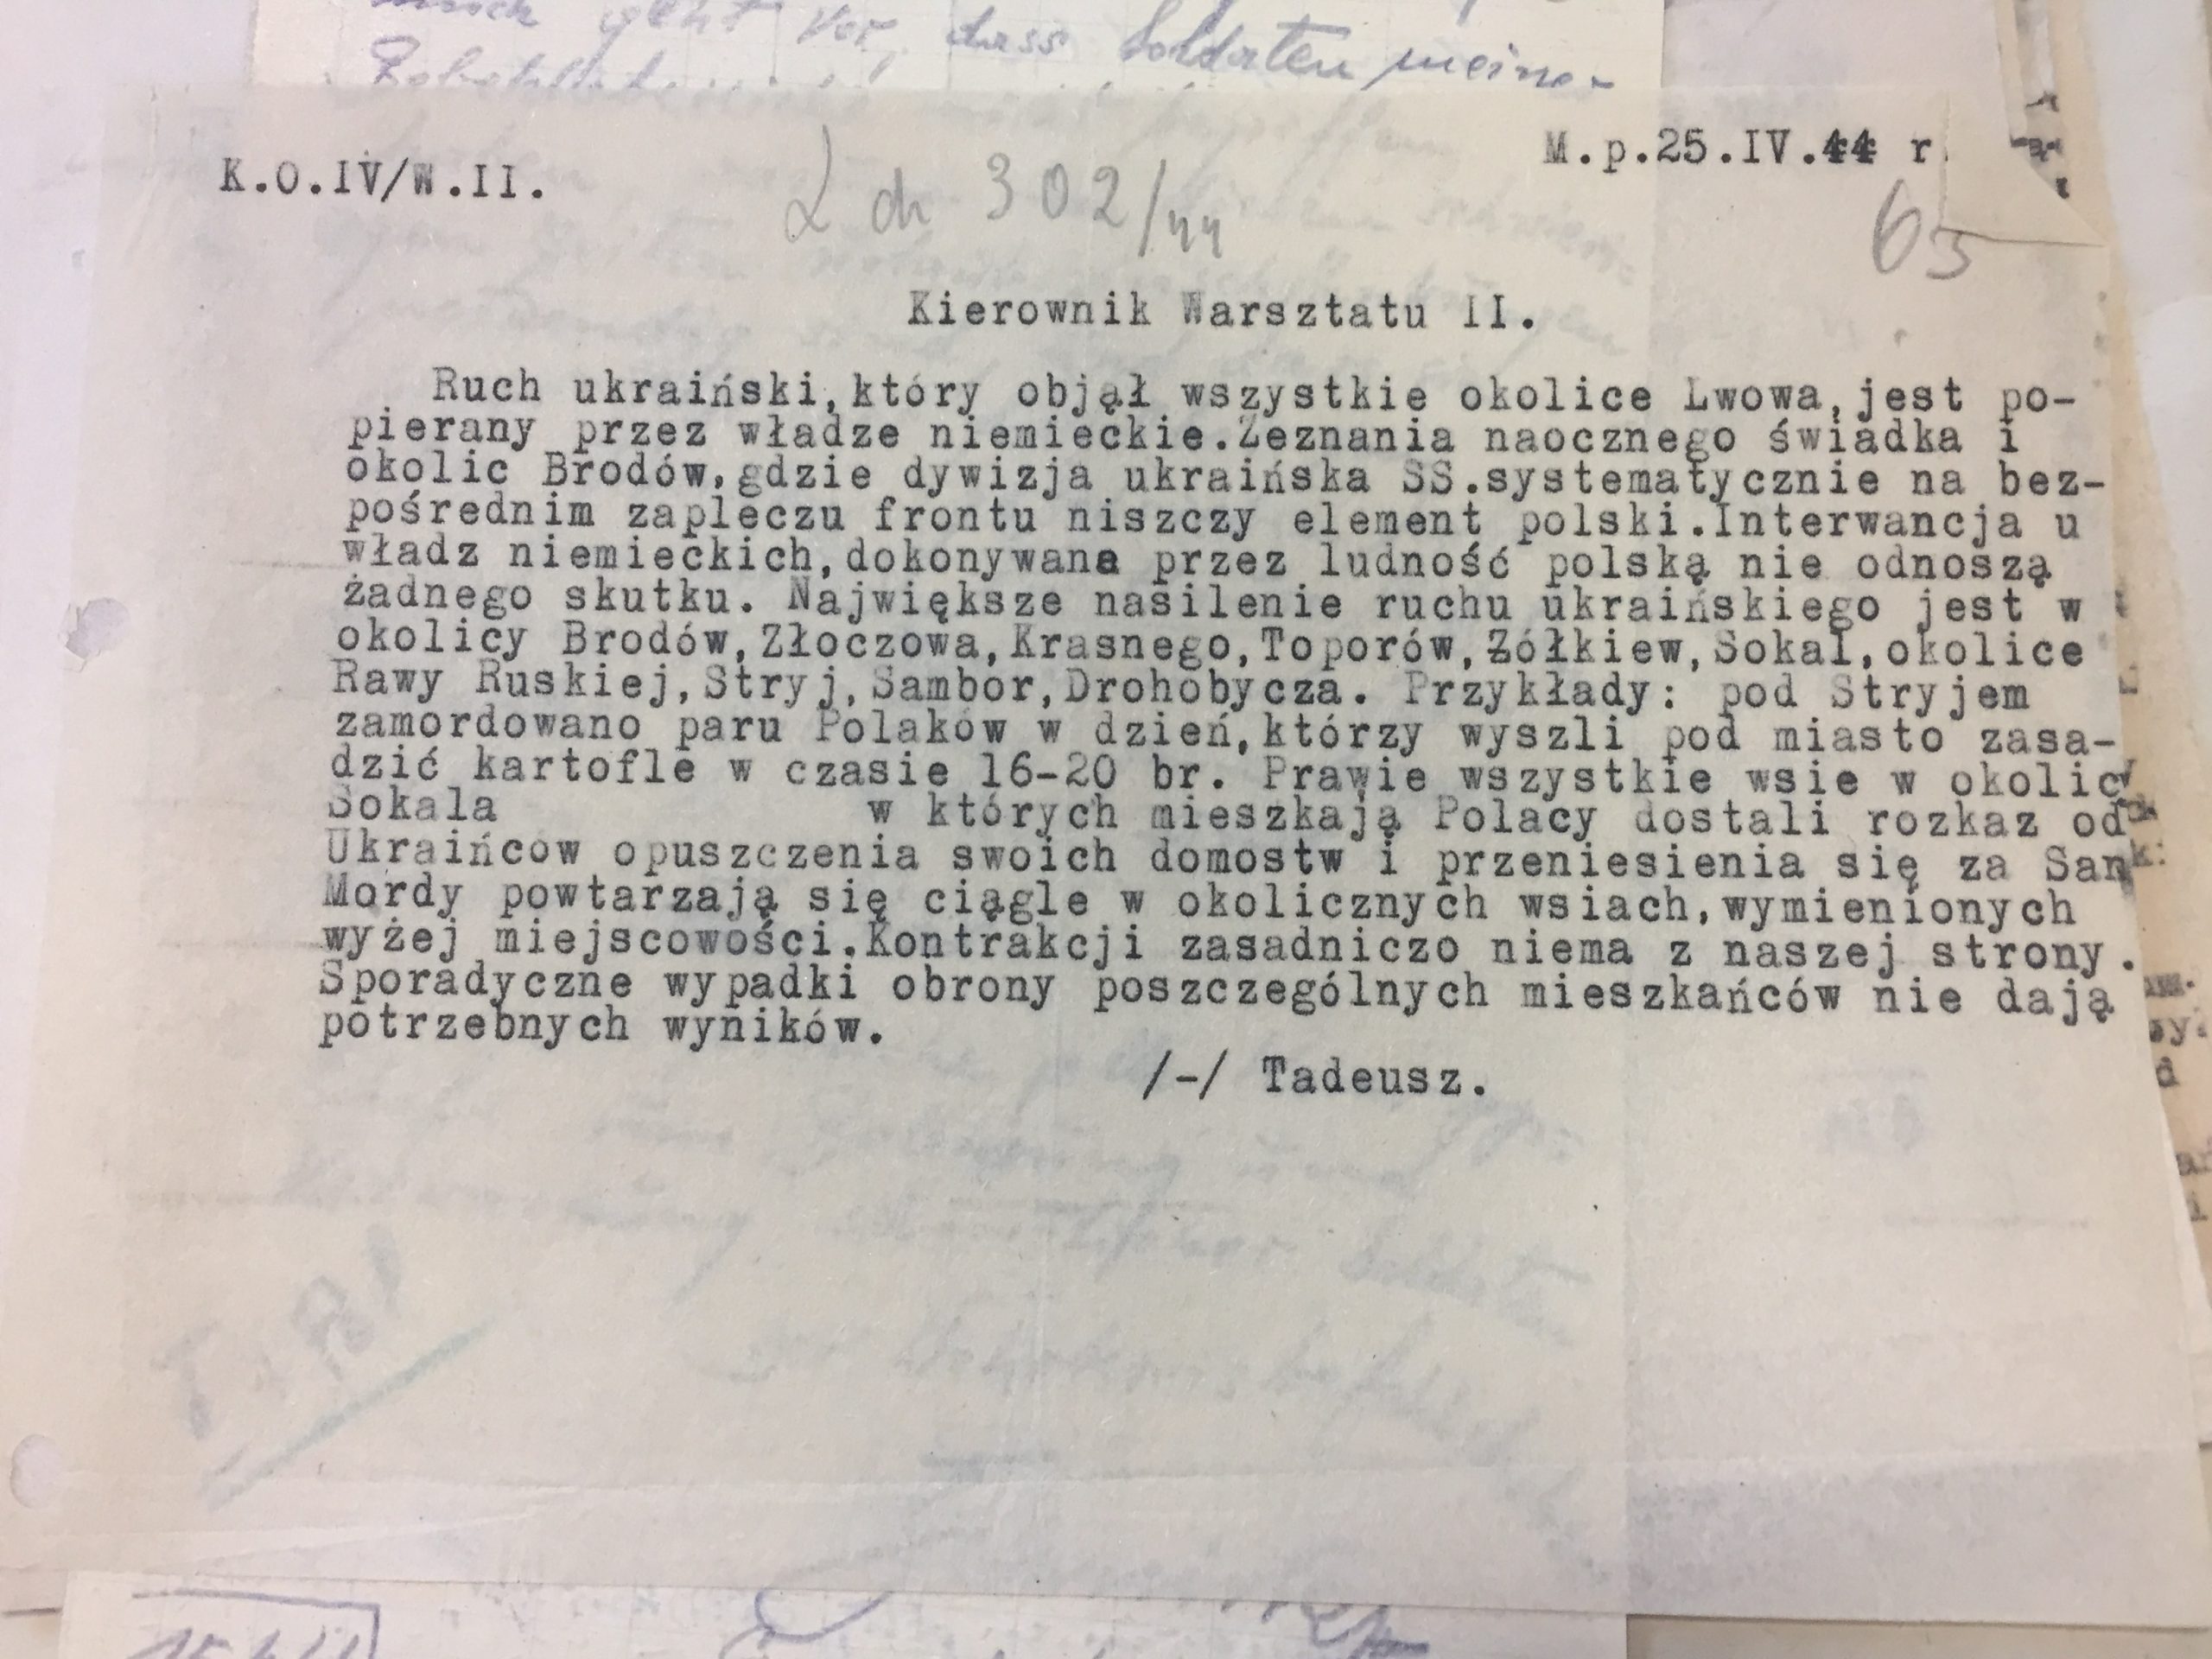 dass Soldaten meine-
K.O.IV/W.II.
M.p.25.IV.44 r.
L dz 302/44
65
Kierownik Warsztatu II.
Ruch ukraiński,który objął wszystkie okolice Lwowa,jest po-
pierany przez władze niemieckie.Zeznania naocznego świadka i
okolic Brodów,gdzie dywizja ukraińska SS.systematycznie na bez-
pośrednim zapleczu frontu niszczy element polski.Interwancja u
władz niemieckich,dokonywane przez ludność polską nie odnoszą
żadnego skutku. Największe nasilenie ruchu ukraińskiego jest w
okolicy Brodów,Złoczowa,Krasnego,Toporów,Żółkiew,Sokal,okolice
Rawy Ruskiej,Stryj,Sambor,Drohobycza. Przykłady: pod Stryjem
zamordowano paru Polaków w dzień,którzy wyszli pod miasto zasa-
dzić kartofle w czasie 16-20 br. Prawie wszystkie wsie w okolicy
Sokala w których mieszkają Polacy dostali rozkaz od
Ukraińcow opuszczenia swoich domostw i przeniesienia się za San
Mordy powtarzają się ciągle w okolicznych wsiach,wymienionych
wyżej miejscowości.Kontrakcji zasadniczo niema z naszej strony.
Sporadyczne wypadki obrony poszczególnych mieszkańców nie dają
potrzebnych wyników.
/-/ Tadeusz.